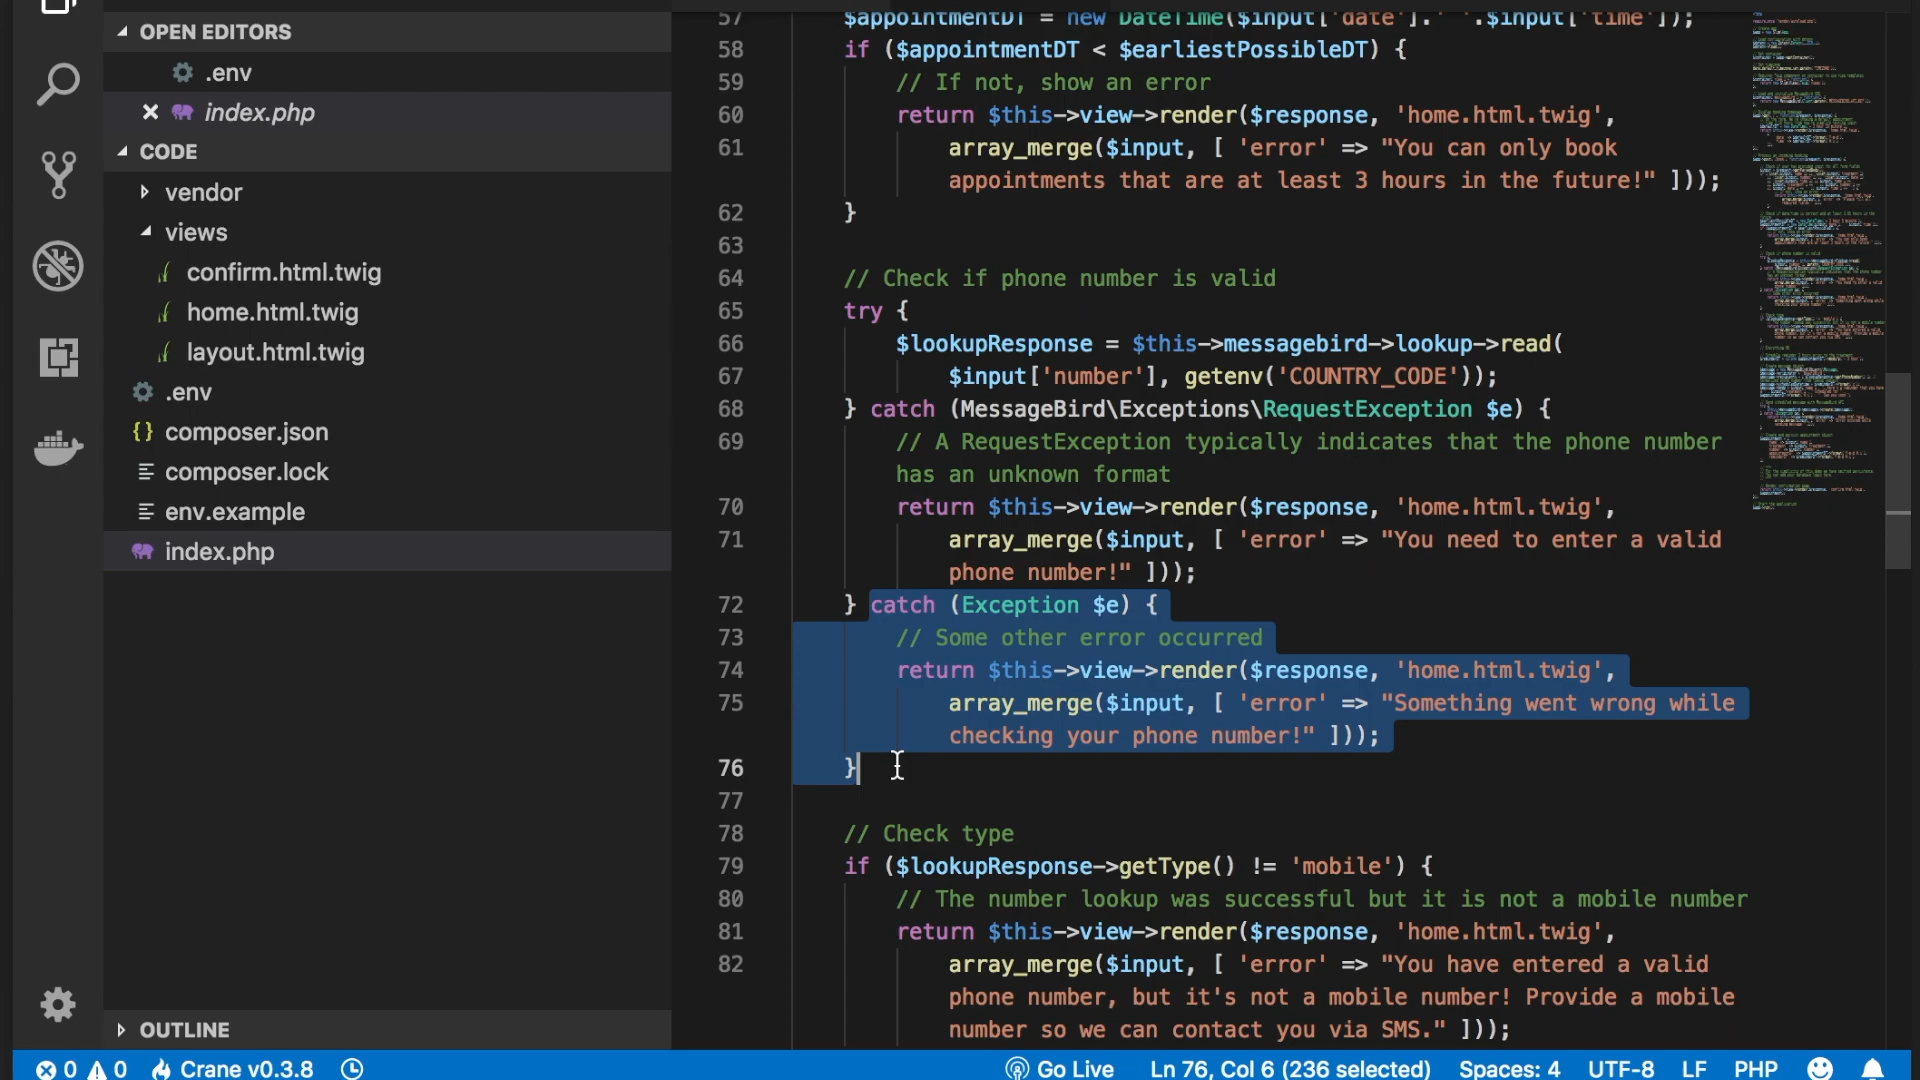 OPEN EDITORS
.env
index.php
CODE
vendor
views
confirm.html.twig
home.html.twig
layout.html.twig
.env
composer.json
composer.lock
env.example
index.php
OUTLINE
57 $appointmentDT = new DateTime($input['date'].' '.$input['time']);
58 if ($appointmentDT < $earliestPossibleDT) {
59 // If not, show an error
60 return $this->view->render($response, 'home.html.twig',
61 array_merge($input, [ 'error' => "You can only book
appointments that are at least 3 hours in the future!" ]));
62 }
63
64 // Check if phone number is valid
65 try {
66 $lookupResponse = $this->messagebird->lookup->read(
67 $input['number'], getenv('COUNTRY_CODE'));
68 } catch (MessageBird\Exceptions\RequestException $e) {
69 // A RequestException typically indicates that the phone number
has an unknown format
70 return $this->view->render($response, 'home.html.twig',
71 array_merge($input, [ 'error' => "You need to enter a valid
phone number!" ]));
72 } catch (Exception $e) {
73 // Some other error occurred
74 return $this->view->render($response, 'home.html.twig',
75 array_merge($input, [ 'error' => "Something went wrong while
checking your phone number!" ]));
76 }
77
78 // Check type
79 if ($lookupResponse->getType() != 'mobile') {
80 // The number lookup was successful but it is not a mobile number
81 return $this->view->render($response, 'home.html.twig',
82 array_merge($input, [ 'error' => "You have entered a valid
phone number, but it's not a mobile number! Provide a mobile
number so we can contact you via SMS." ]));
0 0 Crane v0.3.8 Go Live Ln 76, Col 6 (236 selected) Spaces: 4 UTF-8 LF PHP